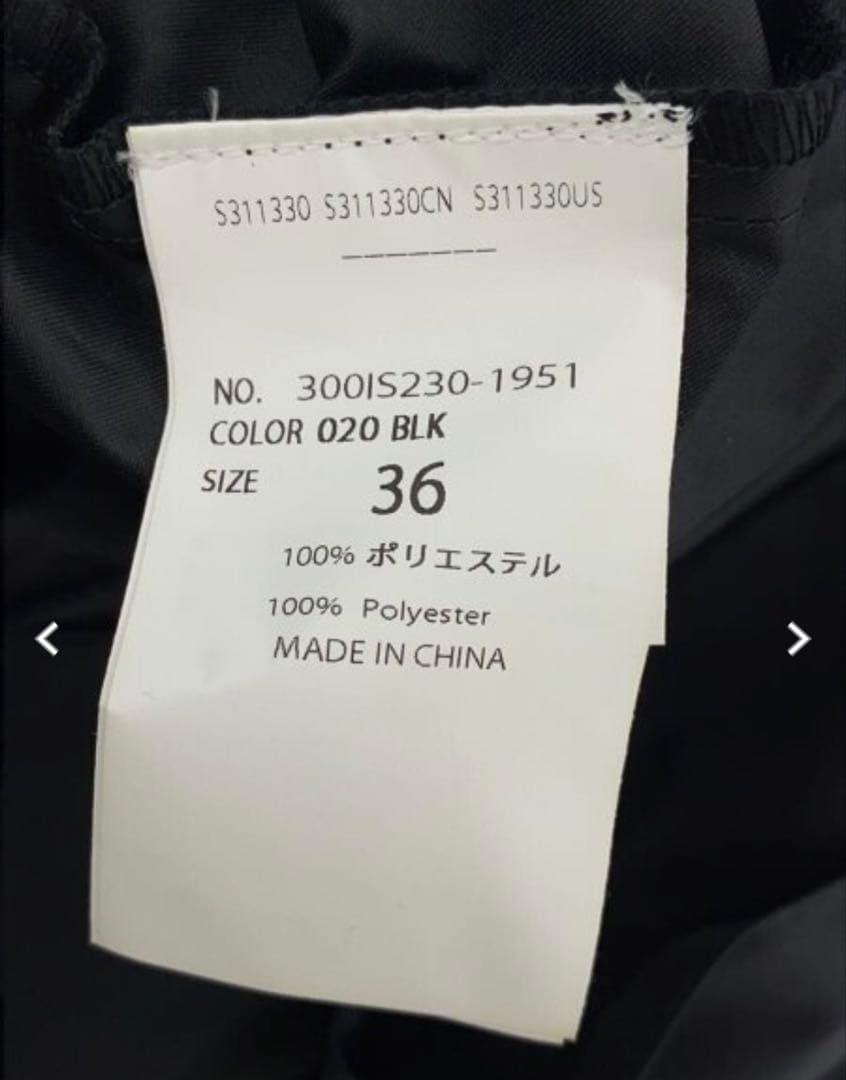 S311330 S311330CN S311330US
-------
NO. 300IS230-1951
COLOR 020 BLK
SIZE 36
100% ポリエステル
100% Polyester
MADE IN CHINA